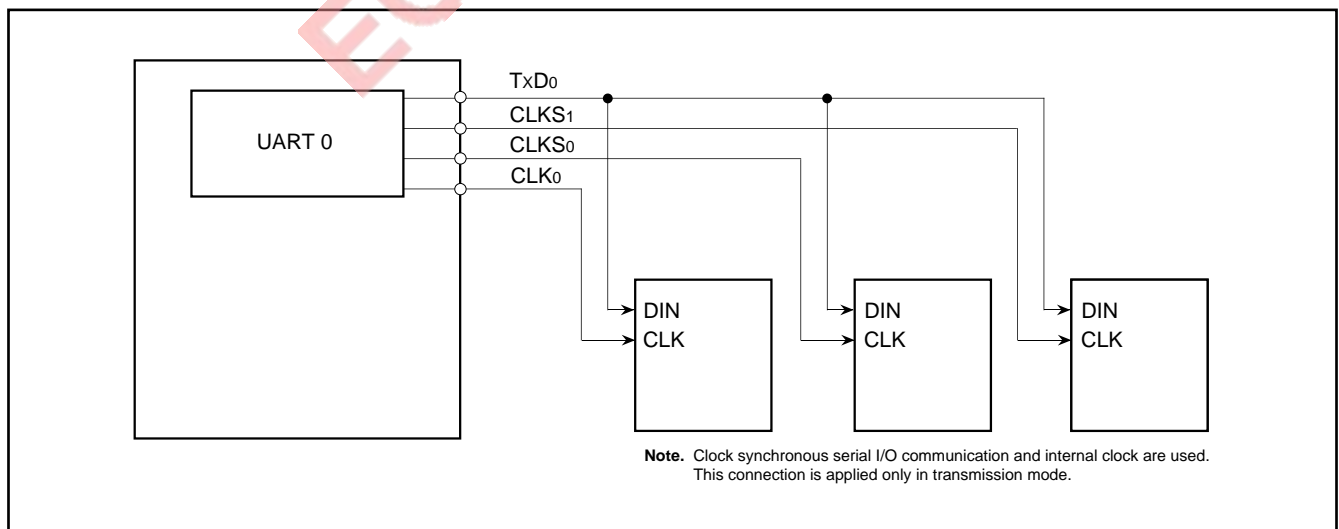 TxD0
CLKS1
UART 0
CLKS0
CLK0
DIN
CLK
DIN
CLK
DIN
CLK
Note. Clock synchronous serial I/O communication and internal clock are used.
This connection is applied only in transmission mode.